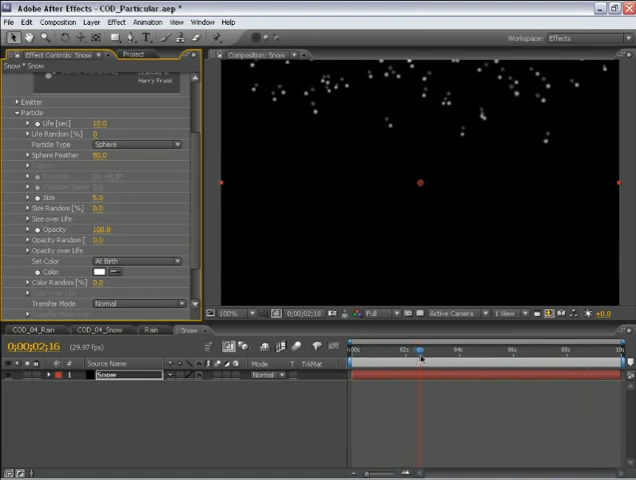 Adobe After Effects - COD_Particular.aep *
File Edit Composition Layer Effect Animation View Window Help
Workspace: Effects
Effect Controls: Snow Project
Composition: Snow
Snow * Snow
Harry Frank
Emitter
Particle
Life [sec] 10.0
Life Random [%] 0
Particle Type Sphere
Sphere Feather 50.0
Size 5.0
Size Random [%] 0.0
Size over Life
Opacity 100.0
Opacity Random [ 0.0
Opacity over Life
Set Color At Birth
Color
Color Random [%] 0.0
Transfer Mode Normal
100% 0;00;02;16 Full Active Camera 1 View +0.0
COD_04_Rain COD_04_Snow Rain Snow
0;00;02;16 (29.97 fps)
02s 04s 06s 08s 10s
# Source Name Mode T TrkMat
1 Snow Normal